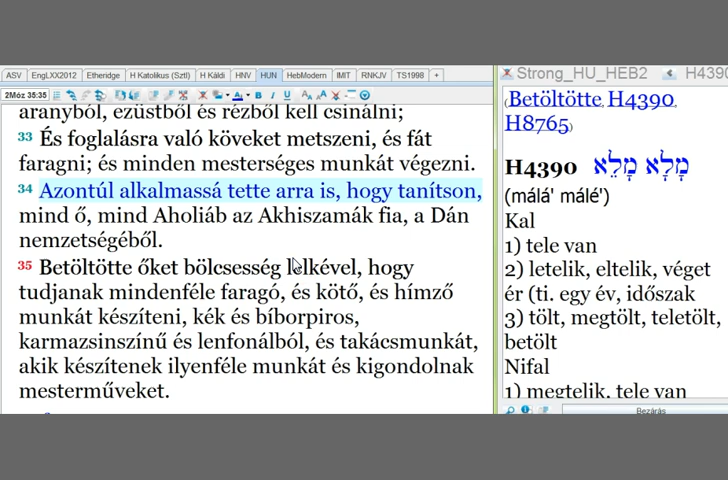 ASV EngLXX2012 Etheridge H Katolikus (Sztl) H Káldi HNV HUN HebModern IMIT RNKJV TS1998 +
2Móz 35:35
aranyból, ezüstből és rézből kell csinálni;
33 És foglalásra való köveket metszeni, és fát
faragni; és minden mesterséges munkát végezni.
34 Azontúl alkalmassá tette arra is, hogy tanítson,
mind ő, mind Aholiáb az Akhiszamák fia, a Dán
nemzetségéből.
35 Betöltötte őket bölcsesség lelkével, hogy
tudjanak mindenféle faragó, és kötő, és hímző
munkát készíteni, kék és bíborpiros,
karmazsinszínű és lenfonálból, és takácsmunkát,
akik készítenek ilyenféle munkát és kigondolnak
mesterműveket.
Strong_HU_HEB2 H4390
(Betöltötte, H4390,
H8765)
H4390 מָלָא מָלֵא
(málá' málé')
Kal
1) tele van
2) letelik, eltelik, véget
ér (ti. egy év, időszak
3) tölt, megtölt, teletölt,
betölt
Nifal
1) megtelik, tele van
Bezárás